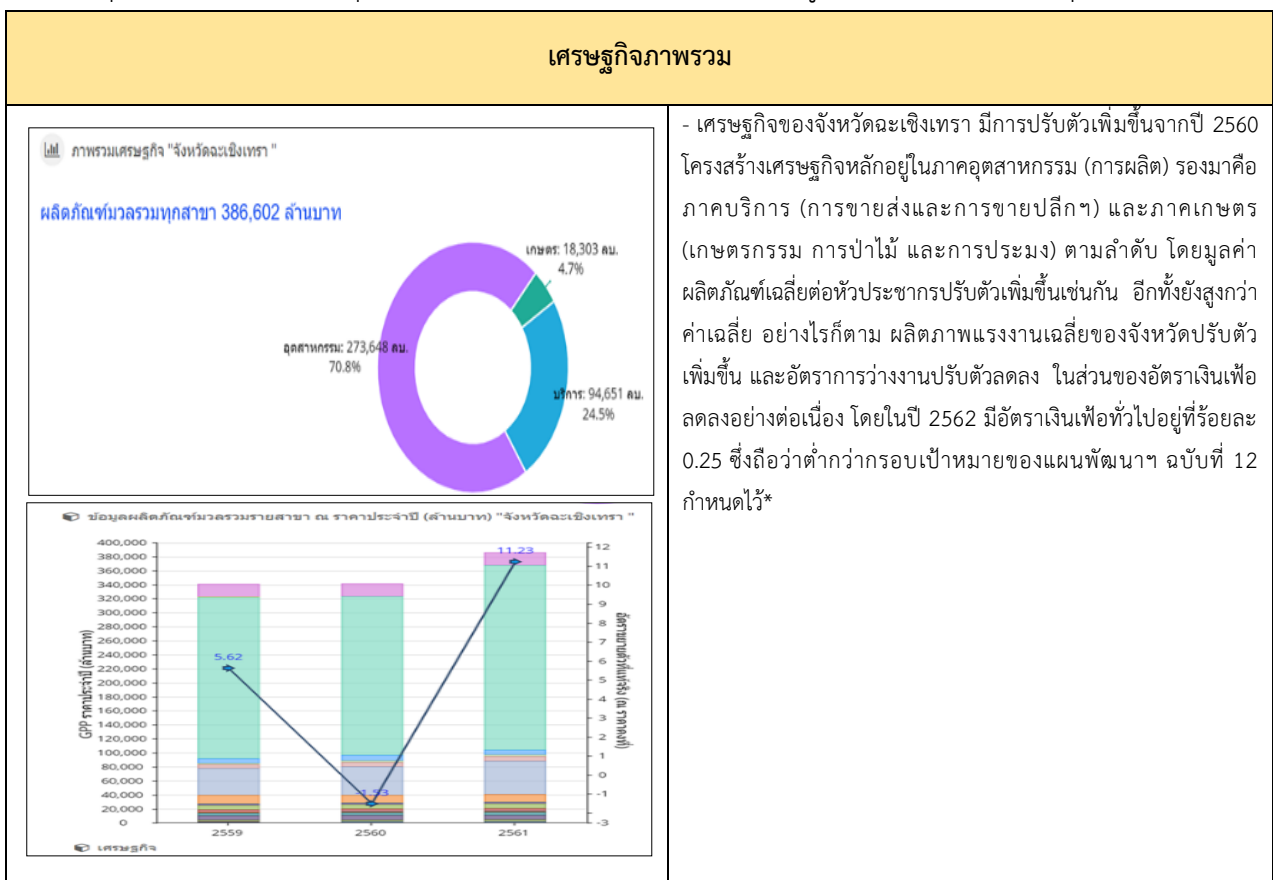 เศรษฐกิจภาพรวม
ภาพรวมเศรษฐกิจ "จังหวัดฉะเชิงเทรา "
ผลิตภัณฑ์มวลรวมทุกสาขา 386,602 ล้านบาท
เกษตร: 18,303 ลบ.
4.7%
อุตสาหกรรม: 273,648 ลบ.
70.8%
บริการ: 94,651 ลบ.
24.5%
ข้อมูลผลิตภัณฑ์มวลรวมรายสาขา ณ ราคาประจำปี (ล้านบาท) "จังหวัดฉะเชิงเทรา "
GPP ราคาประจำปี (ล้านบาท)
400,000
380,000
360,000
340,000
320,000
300,000
280,000
260,000
240,000
220,000
200,000
180,000
160,000
140,000
120,000
100,000
80,000
60,000
40,000
20,000
0
5.62
-1.53
11.23
12
11
10
9
8
7
6
5
4
3
2
1
0
-1
-3
อัตราขยายตัวที่แท้จริง (ณ ราคาคงที่)
2559
2560
2561
เศรษฐกิจ
- เศรษฐกิจของจังหวัดฉะเชิงเทรา มีการปรับตัวเพิ่มขึ้นจากปี 2560
โครงสร้างเศรษฐกิจหลักอยู่ในภาคอุตสาหกรรม (การผลิต) รองมาคือ
ภาคบริการ (การขายส่งและการขายปลีกฯ) และภาคเกษตร
(เกษตรกรรม การป่าไม้ และการประมง) ตามลำดับ โดยมูลค่า
ผลิตภัณฑ์เฉลี่ยต่อหัวประชากรปรับตัวเพิ่มขึ้นเช่นกัน อีกทั้งยังสูงกว่า
ค่าเฉลี่ย อย่างไรก็ตาม ผลิตภาพแรงงานเฉลี่ยของจังหวัดปรับตัว
เพิ่มขึ้น และอัตราการว่างงานปรับตัวลดลง ในส่วนของอัตราเงินเฟ้อ
ลดลงอย่างต่อเนื่อง โดยในปี 2562 มีอัตราเงินเฟ้อทั่วไปอยู่ที่ร้อยละ
0.25 ซึ่งถือว่าต่ำกว่ากรอบเป้าหมายของแผนพัฒนาฯ ฉบับที่ 12
กำหนดไว้*